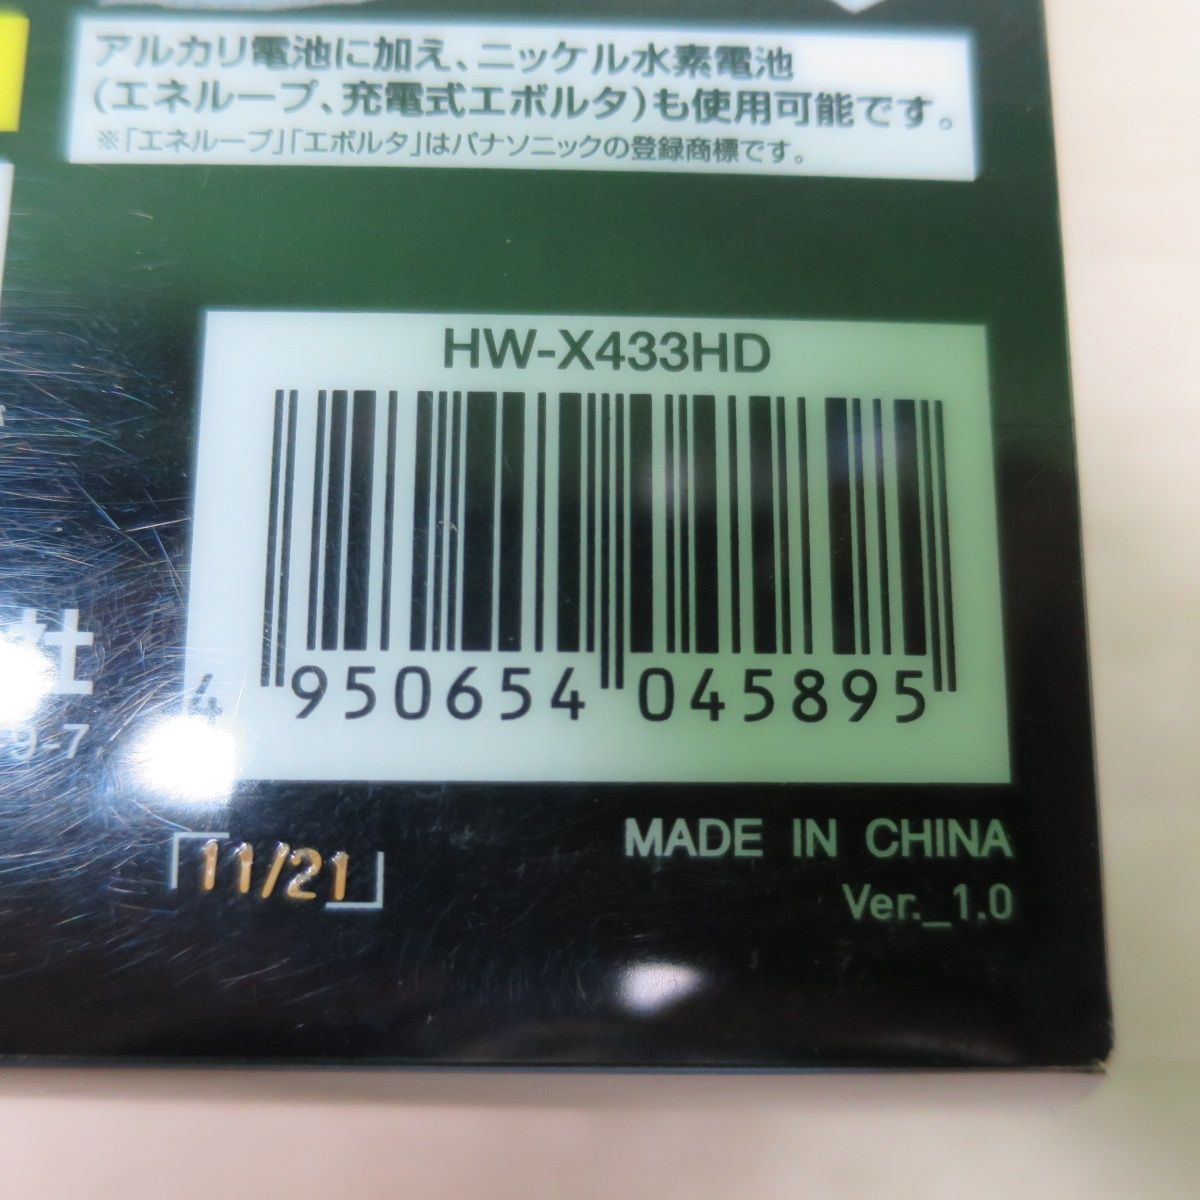 アルカリ電池に加え、ニッケル水素電池
(エネループ、充電式エボルタ)も使用可能です。
※「エネループ」「エボルタ」はパナソニックの登録商標です。
HW-X433HD
4 950654 045895
社
9-7
11/21
MADE IN CHINA
Ver._1.0